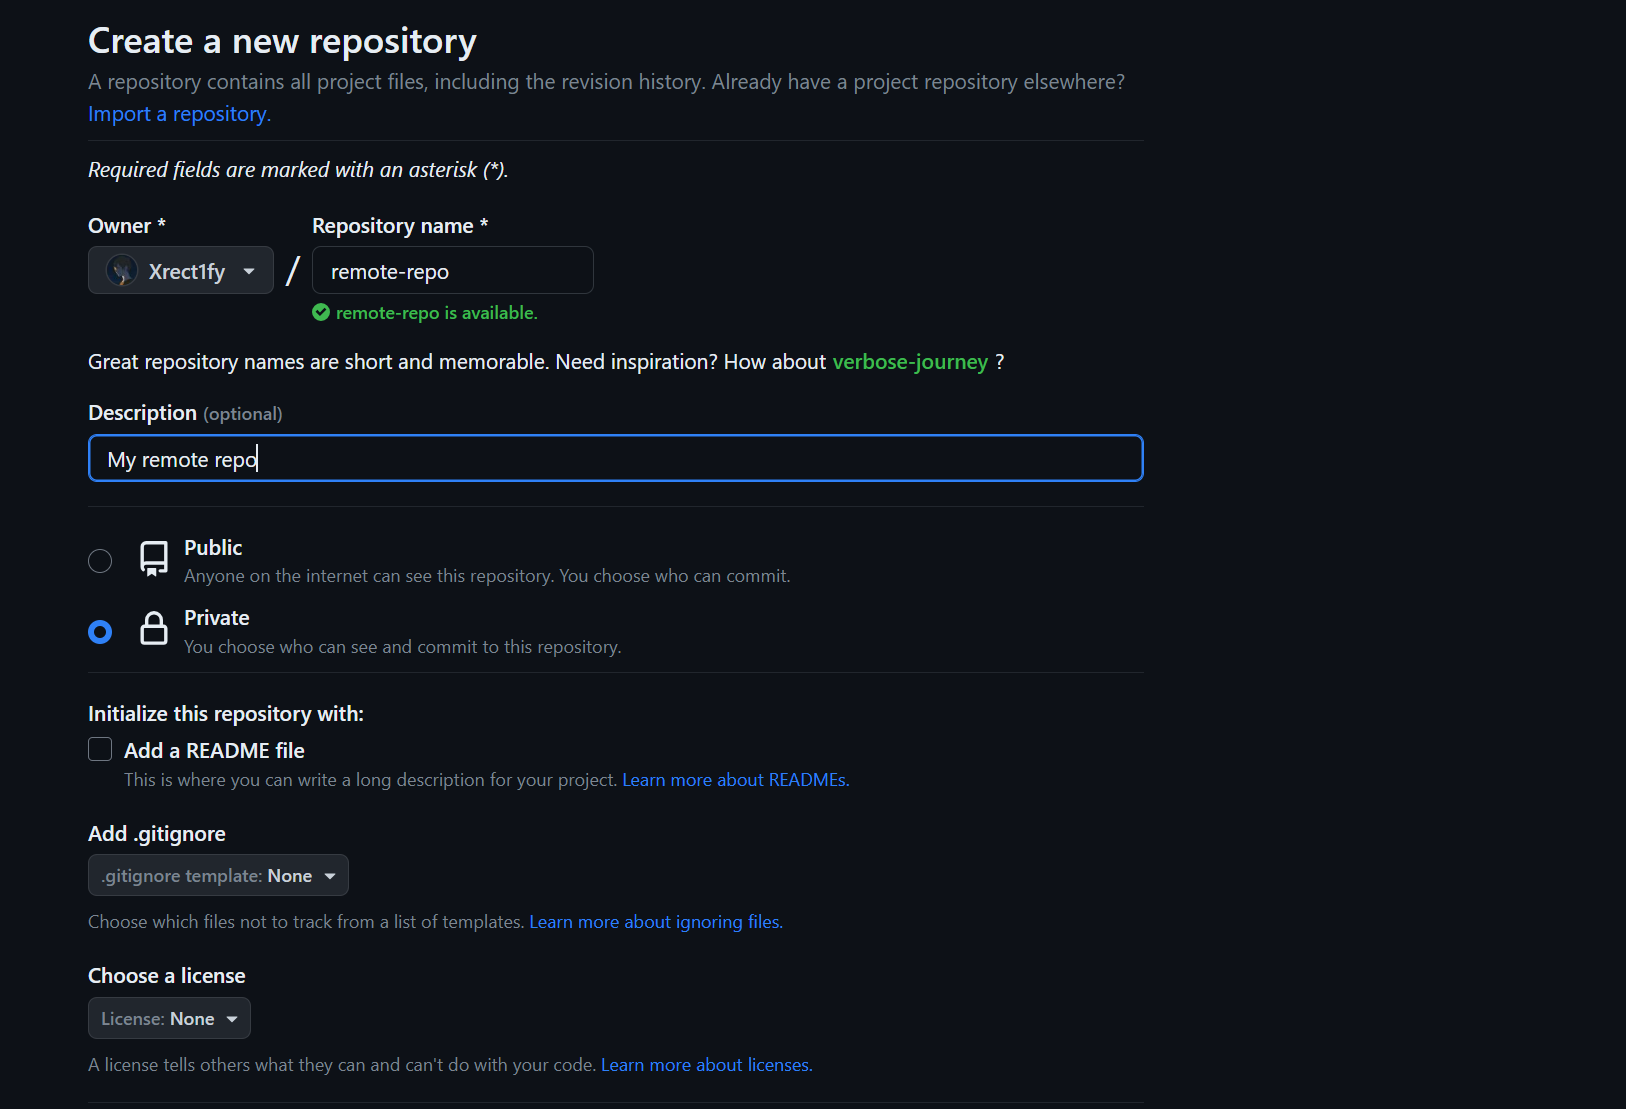 Create a new repository
A repository contains all project files, including the revision history. Already have a project repository elsewhere?
Import a repository.
Required fields are marked with an asterisk (*).
Owner * Repository name *
Xrect1fy / remote-repo
remote-repo is available.
Great repository names are short and memorable. Need inspiration? How about verbose-journey ?
Description (optional)
My remote repo
Public
Anyone on the internet can see this repository. You choose who can commit.
Private
You choose who can see and commit to this repository.
Initialize this repository with:
Add a README file
This is where you can write a long description for your project. Learn more about READMEs.
Add .gitignore
.gitignore template: None
Choose which files not to track from a list of templates. Learn more about ignoring files.
Choose a license
License: None
A license tells others what they can and can't do with your code. Learn more about licenses.